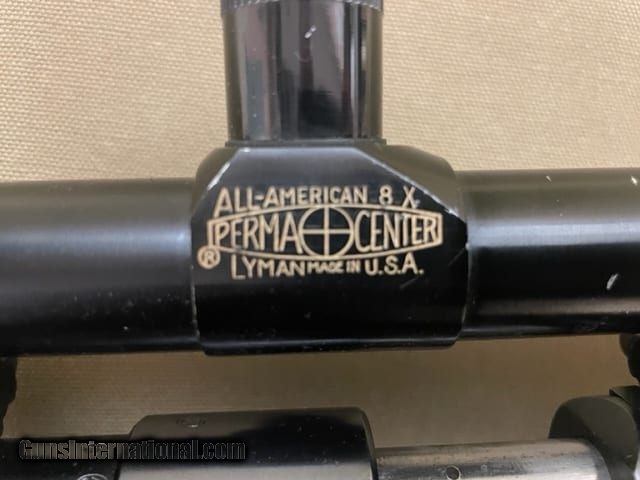 ALL-AMERICAN 8 X
PERMA CENTER
® LYMAN MADE IN U.S.A.
GunsInternational.com